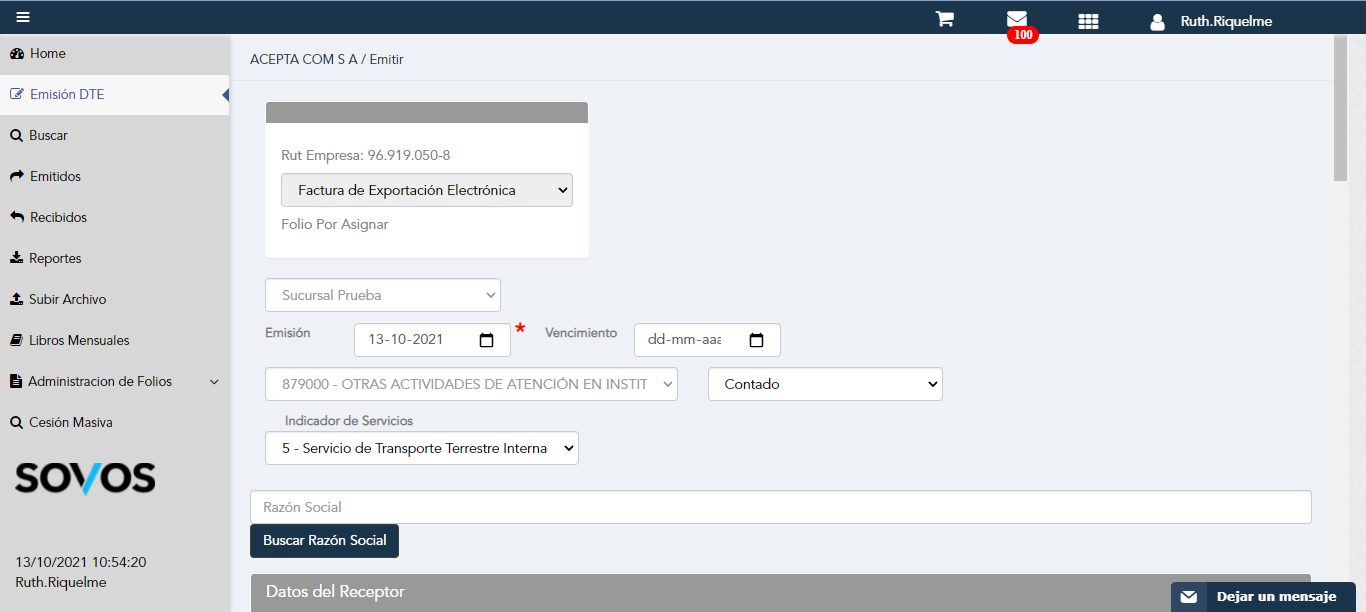 Ruth.Riquelme
100
Home
ACEPTA COM S A / Emitir
Emisión DTE
Buscar
Emitidos
Recibidos
Reportes
Subir Archivo
Libros Mensuales
Administracion de Folios
Cesión Masiva
SOVOS
13/10/2021 10:54:20
Ruth.Riquelme
Rut Empresa: 96.919.050-8
Factura de Exportación Electrónica
Folio Por Asignar
Sucursal Prueba
Emisión 13-10-2021 * Vencimiento dd-mm-aaa
879000 - OTRAS ACTIVIDADES DE ATENCIÓN EN INSTIT Contado
Indicador de Servicios
5 - Servicio de Transporte Terrestre Interna
Razón Social
Buscar Razón Social
Datos del Receptor
Dejar un mensaje